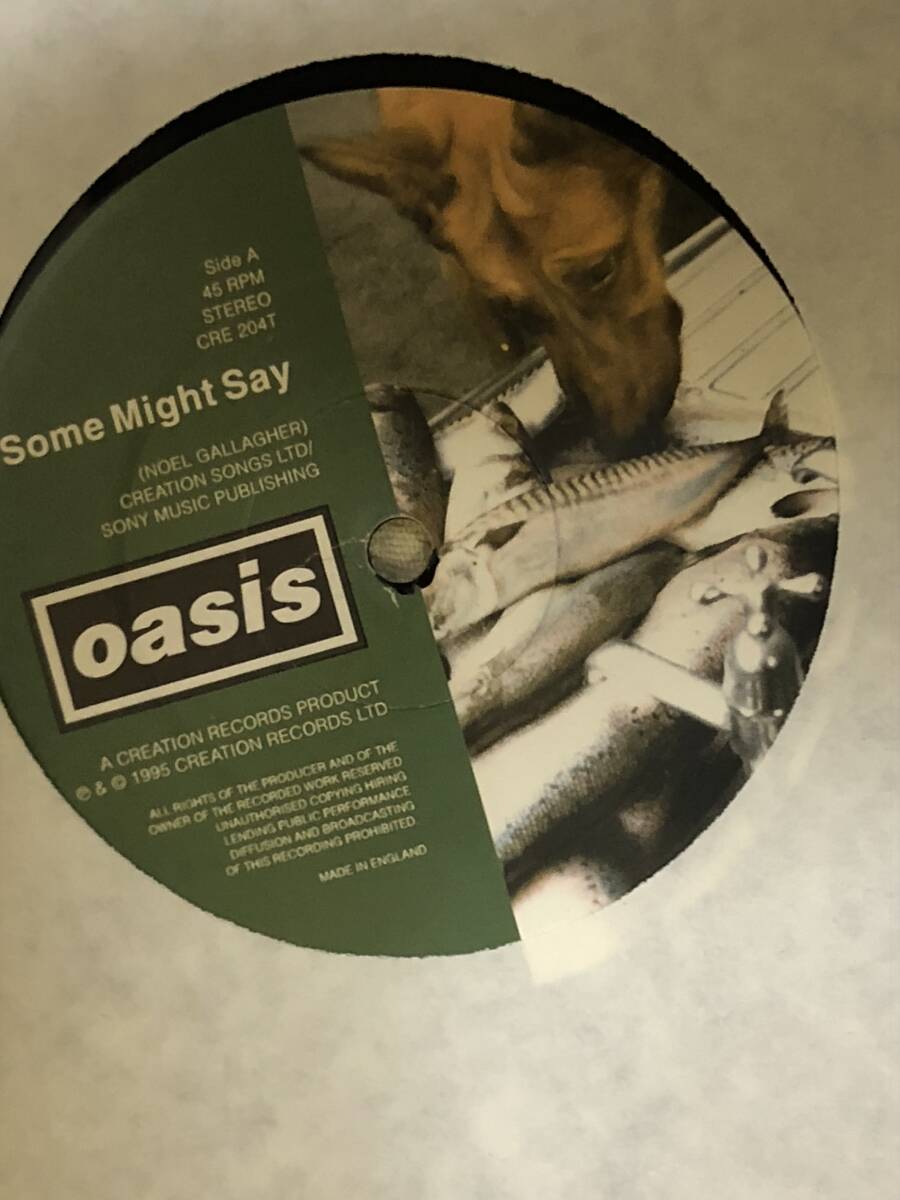 Side A
45 RPM
STEREO
CRE 204T
Some Might Say
(NOEL GALLAGHER)
CREATION SONGS LTD/
SONY MUSIC PUBLISHING
oasis
A CREATION RECORDS PRODUCT
℗ & © 1995 CREATION RECORDS LTD
ALL RIGHTS OF THE PRODUCER AND OF THE
OWNER OF THE RECORDED WORK RESERVED
UNAUTHORISED COPYING HIRING
LENDING PUBLIC PERFORMANCE
DIFFUSION AND BROADCASTING
OF THIS RECORDING PROHIBITED
MADE IN ENGLAND